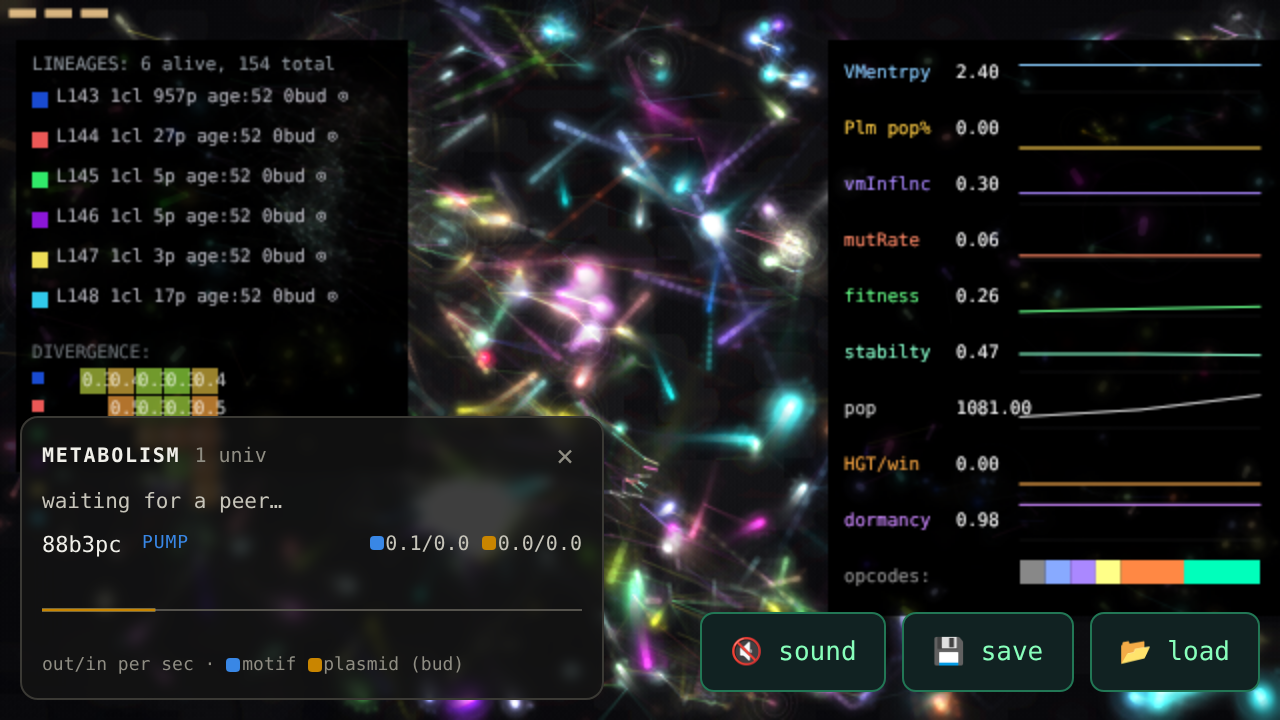 LINEAGES: 6 alive, 154 total
L143 1cl 957p age:52 0bud ⊙
L144 1cl 27p age:52 0bud ⊙
L145 1cl 5p age:52 0bud ⊙
L146 1cl 5p age:52 0bud ⊙
L147 1cl 3p age:52 0bud ⊙
L148 1cl 17p age:52 0bud ⊙
DIVERGENCE:
0.4
0.5
METABOLISM 1 univ ×
waiting for a peer…
88b3pc PUMP 0.1/0.0 0.0/0.0
out/in per sec · motif plasmid (bud)
VMentrpy 2.40
Plm pop% 0.00
vmInflnc 0.30
mutRate 0.06
fitness 0.26
stabilty 0.47
pop 1081.00
HGT/win 0.00
dormancy 0.98
opcodes:
🔇 sound
💾 save
📂 load